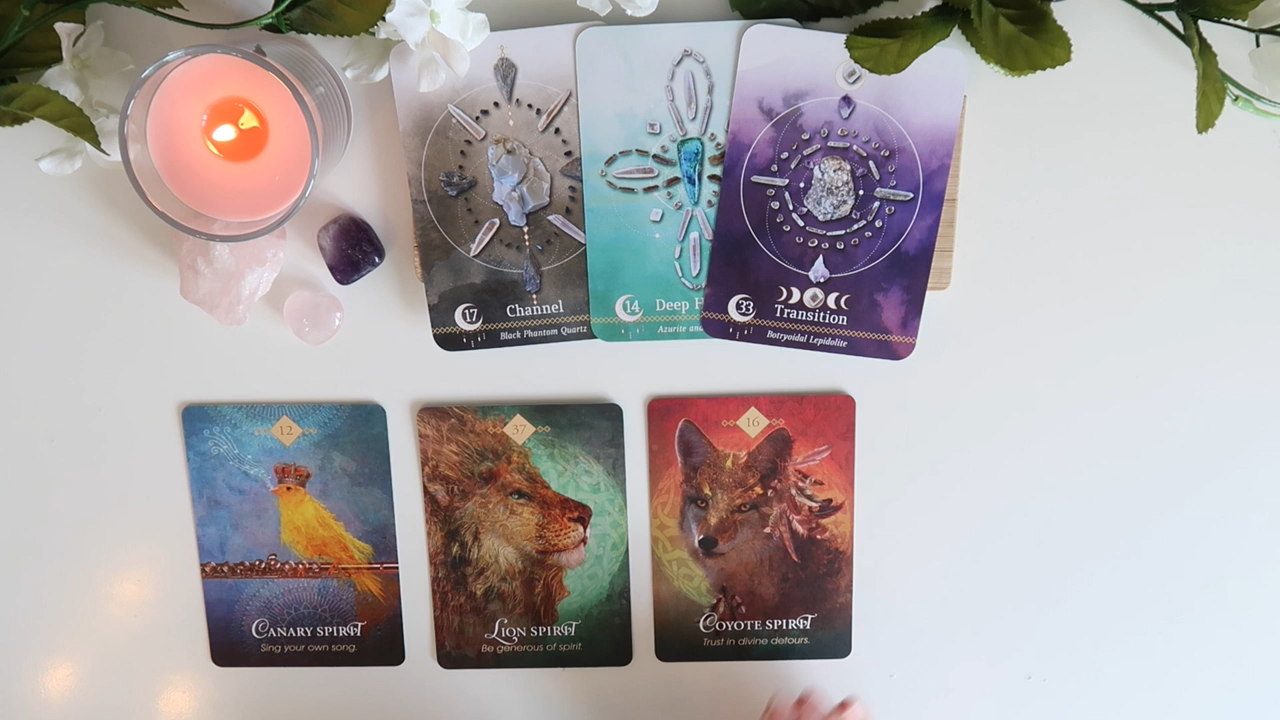 17
Channel
Black Phantom Quartz
14
Deep
Azurite
33
Transition
Botryoidal Lepidolite
12
CANARY SPIRIT
Sing your own song.
37
LION SPIRIT
Be generous of spirit.
16
COYOTE SPIRIT
Trust in divine detours.